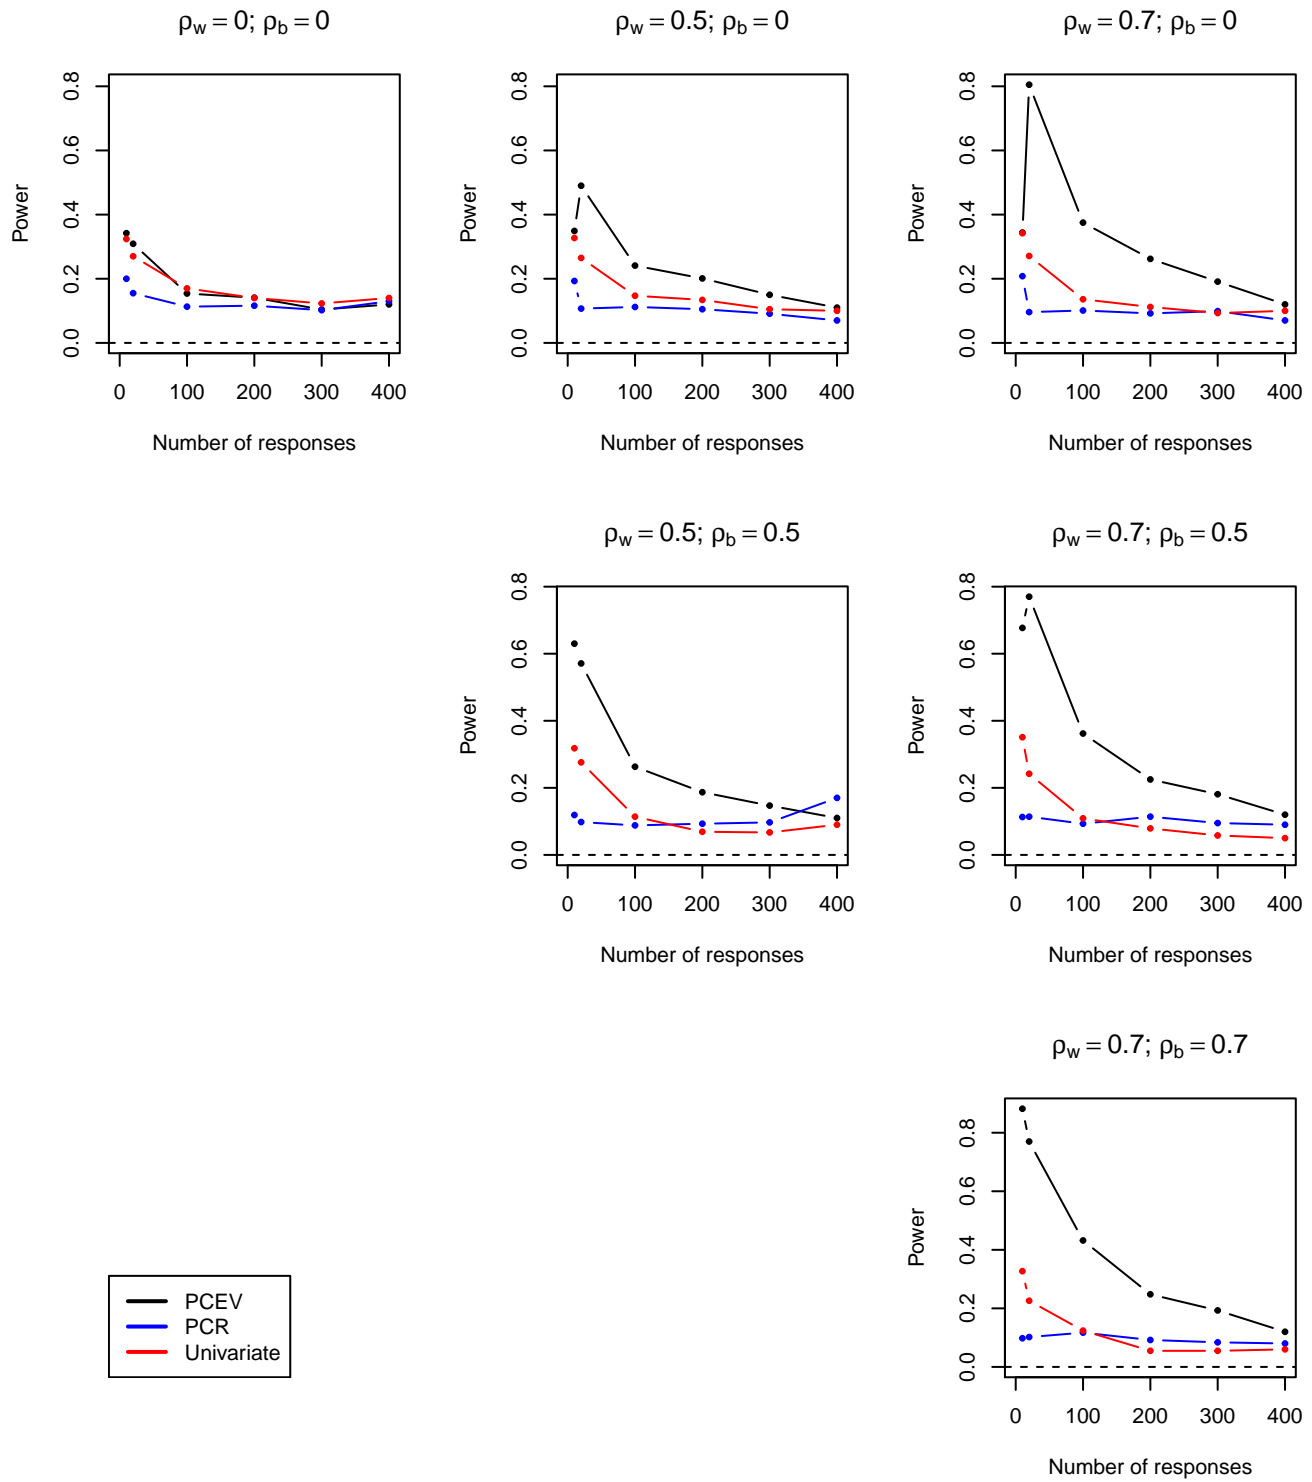 ρw = 0; ρb = 0
Power
0.0 0.2 0.4 0.6 0.8
0 100 200 300 400
Number of responses
ρw = 0.5; ρb = 0
Power
0.0 0.2 0.4 0.6 0.8
0 100 200 300 400
Number of responses
ρw = 0.7; ρb = 0
Power
0.0 0.2 0.4 0.6 0.8
0 100 200 300 400
Number of responses
ρw = 0.5; ρb = 0.5
Power
0.0 0.2 0.4 0.6 0.8
0 100 200 300 400
Number of responses
ρw = 0.7; ρb = 0.5
Power
0.0 0.2 0.4 0.6 0.8
0 100 200 300 400
Number of responses
ρw = 0.7; ρb = 0.7
Power
0.0 0.2 0.4 0.6 0.8
0 100 200 300 400
Number of responses
PCEV
PCR
Univariate